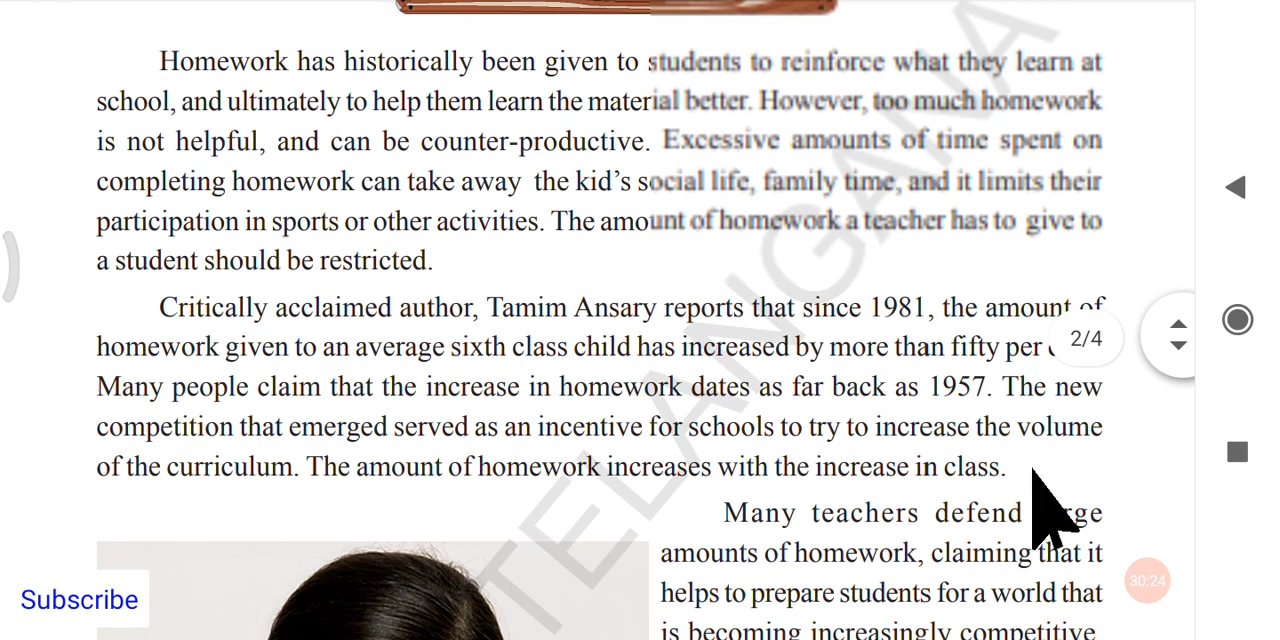 Homework has historically been given to students to reinforce what they learn at
school, and ultimately to help them learn the material better. However, too much homework
is not helpful, and can be counter-productive. Excessive amounts of time spent on
completing homework can take away the kid’s social life, family time, and it limits their
participation in sports or other activities. The amount of homework a teacher has to give to
a student should be restricted.
Critically acclaimed author, Tamim Ansary reports that since 1981, the amount of
homework given to an average sixth class child has increased by more than fifty per
2/4
Many people claim that the increase in homework dates as far back as 1957. The new
competition that emerged served as an incentive for schools to try to increase the volume
of the curriculum. The amount of homework increases with the increase in class.
Many teachers defend
amounts of homework, claiming that it
helps to prepare students for a world that
is becoming increasingly competitive
TELANGANA
Subscribe
30:24